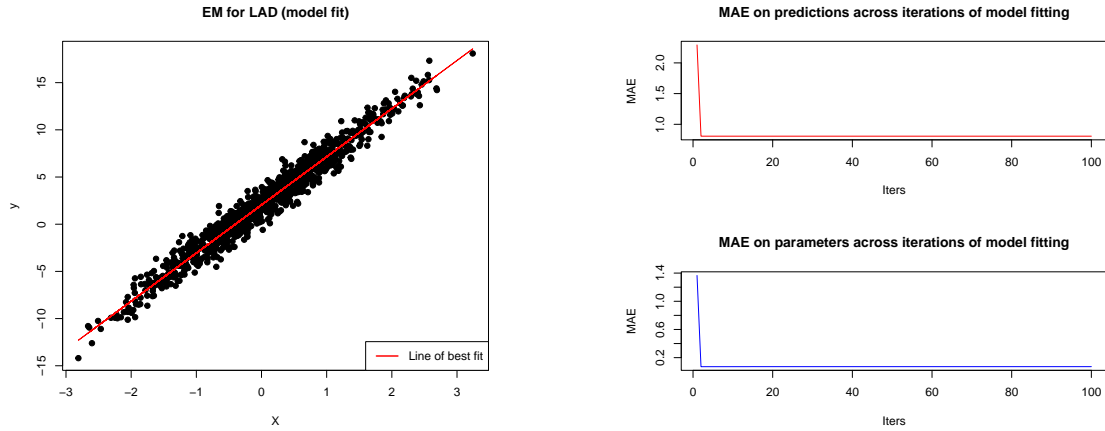 EM for LAD (model fit)
y
15
10
5
0
−5
−10
−15
−3 −2 −1 0 1 2 3
X
Line of best fit
MAE on predictions across iterations of model fitting
MAE
2.0
1.5
1.0
0 20 40 60 80 100
Iters
MAE on parameters across iterations of model fitting
MAE
1.4
1.0
0.6
0.2
0 20 40 60 80 100
Iters